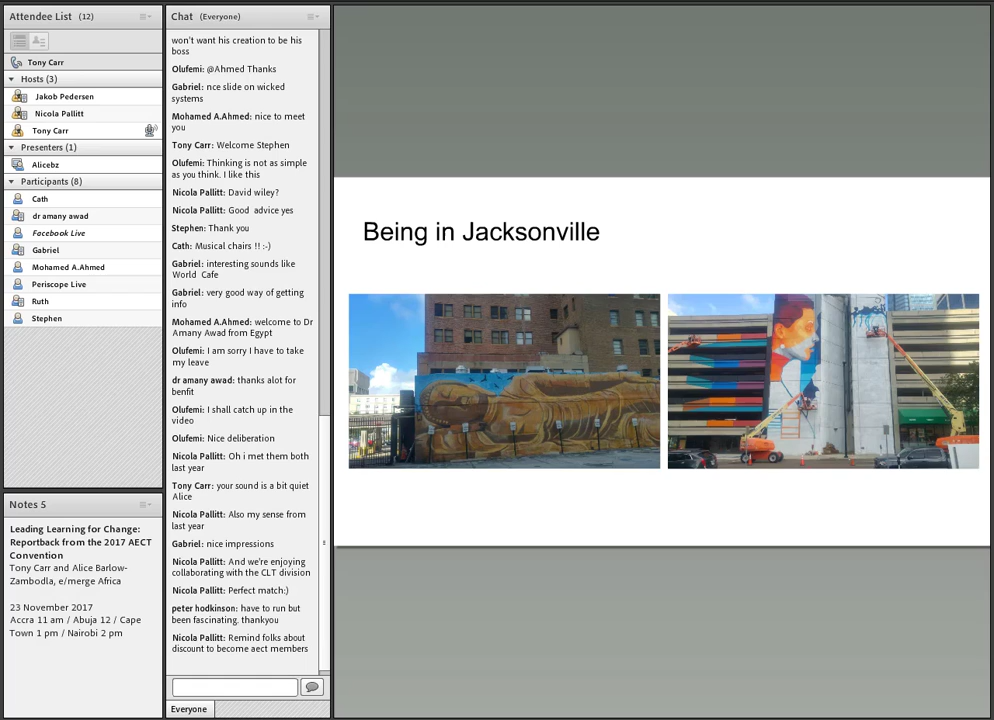 Attendee List (12)
Tony Carr
Hosts (3)
Jakob Pedersen
Nicola Pallitt
Tony Carr
Presenters (1)
Alicebz
Participants (8)
Cath
dr amany awad
Facebook Live
Gabriel
Mohamed A.Ahmed
Periscope Live
Ruth
Stephen
Notes 5
Leading Learning for Change:
Reportback from the 2017 AECT
Convention
Tony Carr and Alice Barlow-
Zambodla, e/merge Africa
23 November 2017
Accra 11 am / Abuja 12 / Cape
Town 1 pm / Nairobi 2 pm
Chat (Everyone)
won't want his creation to be his
boss
Olufemi: @Ahmed Thanks
Gabriel: nce slide on wicked
systems
Mohamed A.Ahmed: nice to meet
you
Tony Carr: Welcome Stephen
Olufemi: Thinking is not as simple
as you think. I like this
Nicola Pallitt: David wiley?
Nicola Pallitt: Good advice yes
Stephen: Thank you
Cath: Musical chairs !! :-)
Gabriel: interesting sounds like
World Cafe
Gabriel: very good way of getting
info
Mohamed A.Ahmed: welcome to Dr
Amany Awad from Egypt
Olufemi: I am sorry I have to take
my leave
dr amany awad: thanks alot for
benfit
Olufemi: I shall catch up in the
video
Olufemi: Nice deliberation
Nicola Pallitt: Oh i met them both
last year
Tony Carr: your sound is a bit quiet
Alice
Nicola Pallitt: Also my sense from
last year
Gabriel: nice impressions
Nicola Pallitt: And we're enjoying
collaborating with the CLT division
Nicola Pallitt: Perfect match:)
peter hodkinson: have to run but
been fascinating. thankyou
Nicola Pallitt: Remind folks about
discount to become aect members
Everyone
Being in Jacksonville